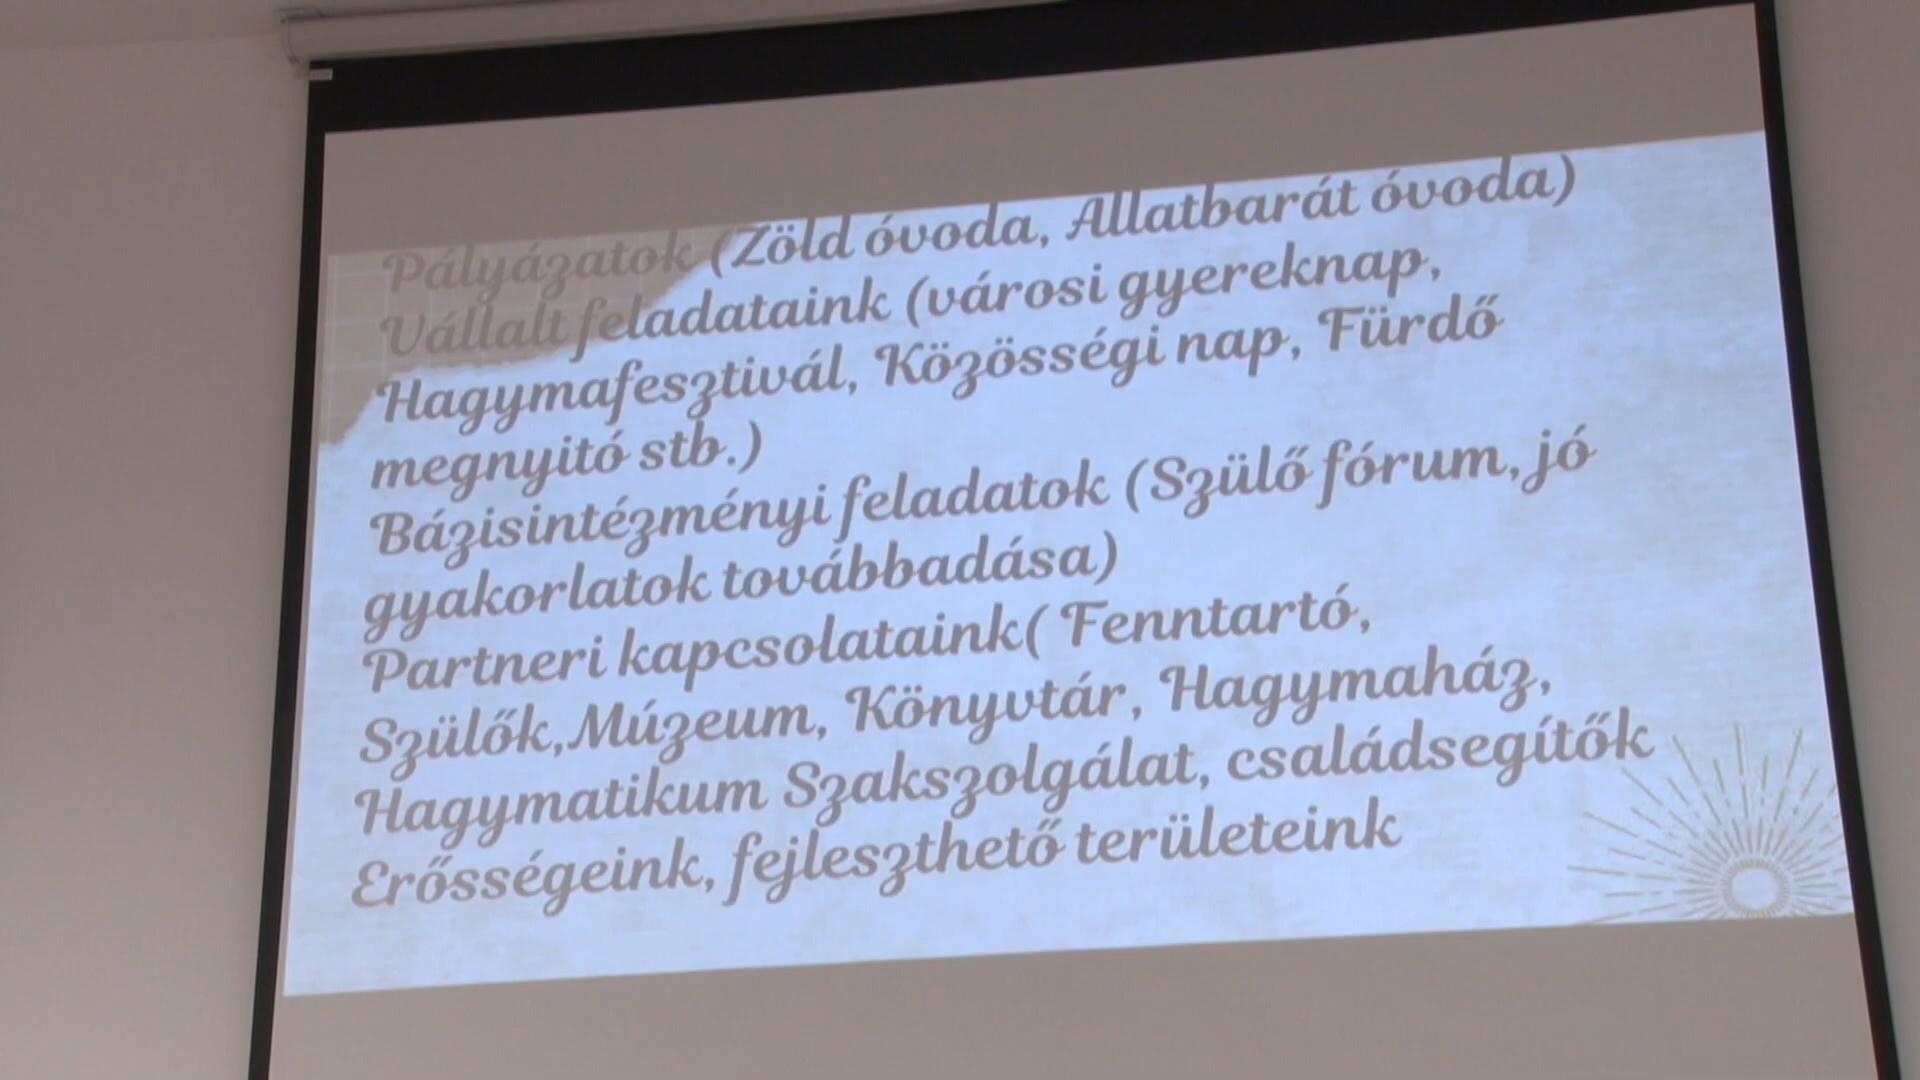 Pályázatok (Zöld óvoda, Állatbarát óvoda)
Vállalt feladataink (városi gyereknap,
Hagymafesztivál, Közösségi nap, Fürdő
megnyitó stb.)
Bázisintézményi feladatok (Szülő fórum, jó
gyakorlatok továbbadása)
Partneri kapcsolataink( Fenntartó,
Szülők,Múzeum, Könyvtár, Hagymaház,
Hagymatikum Szakszolgálat, családsegítők
Erősségeink, fejleszthető területeink